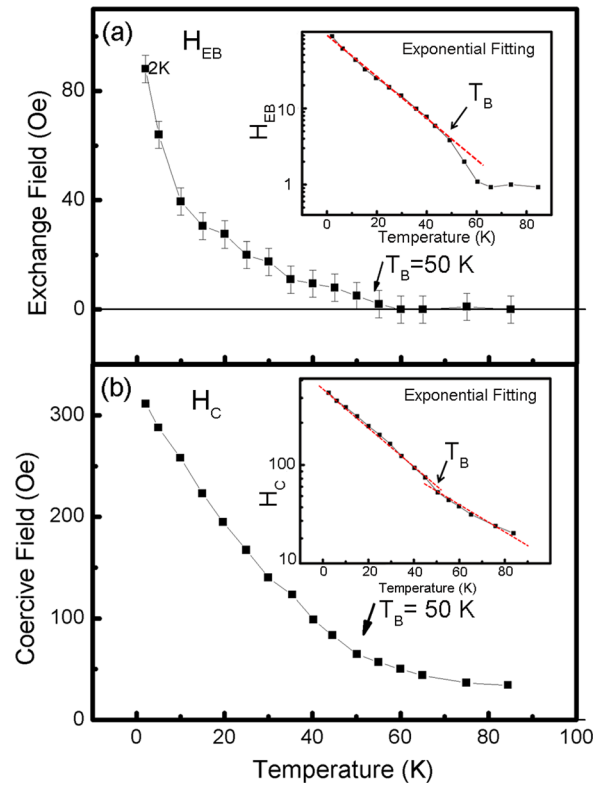 (a)
H_EB
Exponential Fitting
2K
80
40
0
Exchange Field (Oe)
H_EB
10
1
T_B
0 20 40 60 80
Temperature (K)
T_B=50 K
(b)
H_C
Exponential Fitting
300
200
100
0
Coercive Field (Oe)
H_C
100
10
T_B
0 20 40 60 80
Temperature (K)
T_B= 50 K
0 20 40 60 80 100
Temperature (K)